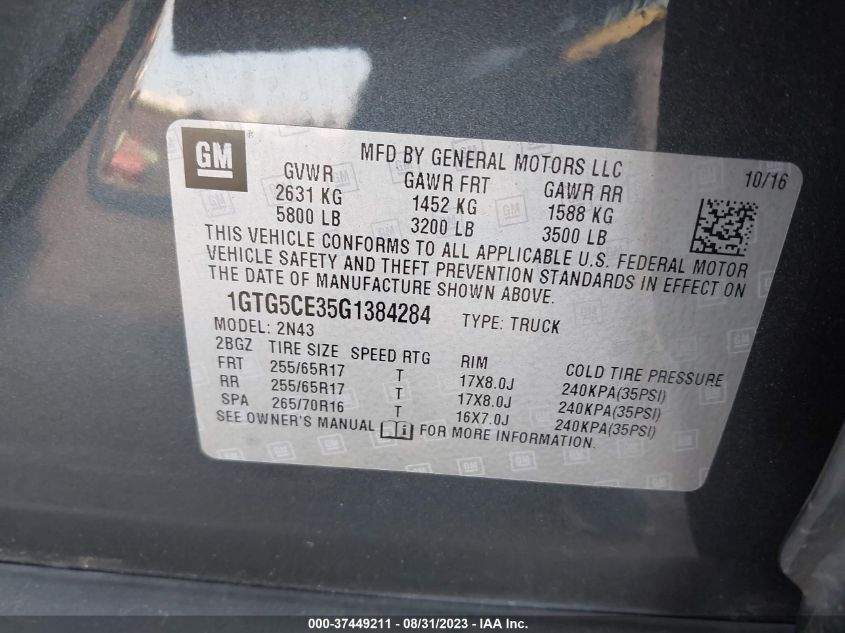 GM
MFD BY GENERAL MOTORS LLC
10/16
GVWR GAWR FRT GAWR RR
2631 KG 1452 KG 1588 KG
5800 LB 3200 LB 3500 LB
THIS VEHICLE CONFORMS TO ALL APPLICABLE U.S. FEDERAL MOTOR
VEHICLE SAFETY AND THEFT PREVENTION STANDARDS IN EFFECT ON
THE DATE OF MANUFACTURE SHOWN ABOVE.
1GTG5CE35G1384284 TYPE: TRUCK
MODEL: 2N43
2BGZ TIRE SIZE SPEED RTG RIM COLD TIRE PRESSURE
FRT 255/65R17 T 17X8.0J 240KPA(35PSI)
RR 255/65R17 T 17X8.0J 240KPA(35PSI)
SPA 265/70R16 T 16X7.0J 240KPA(35PSI)
SEE OWNER'S MANUAL FOR MORE INFORMATION.
000-37449211 - 08/31/2023 - IAA Inc.